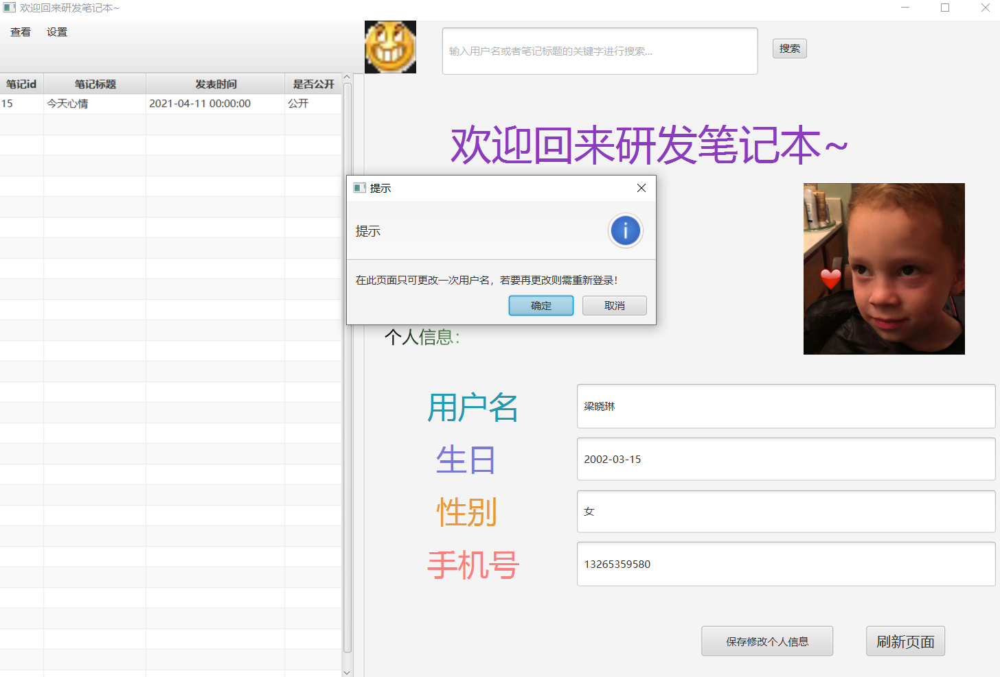 欢迎回来研发笔记本~
查看 设置
输入用户名或者笔记标题的关键字进行搜索...
搜索
笔记id 笔记标题 发表时间 是否公开
15 今天心情 2021-04-11 00:00:00 公开
欢迎回来研发笔记本~
提示
提示
在此页面只可更改一次用户名，若要再更改则需重新登录！
确定 取消
个人信息：
用户名 梁晓琳
生日 2002-03-15
性别 女
手机号 13265359580
保存修改个人信息 刷新页面